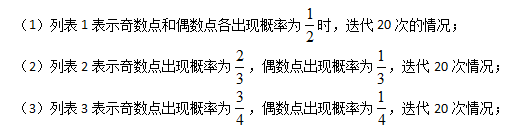 （1）列表 1 表示奇数点和偶数点各出现概率为 1/2 时，迭代 20 次的情况；
（2）列表 2 表示奇数点出现概率为 2/3，偶数点出现概率为 1/3，迭代 20 次情况；
（3）列表 3 表示奇数点出现概率为 3/4，偶数点出现概率为 1/4，迭代 20 次情况；